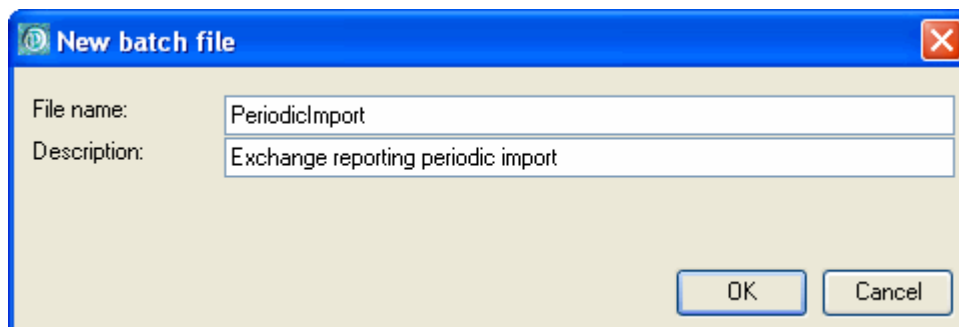 New batch file
File name: PeriodicImport
Description: Exchange reporting periodic import
OK Cancel